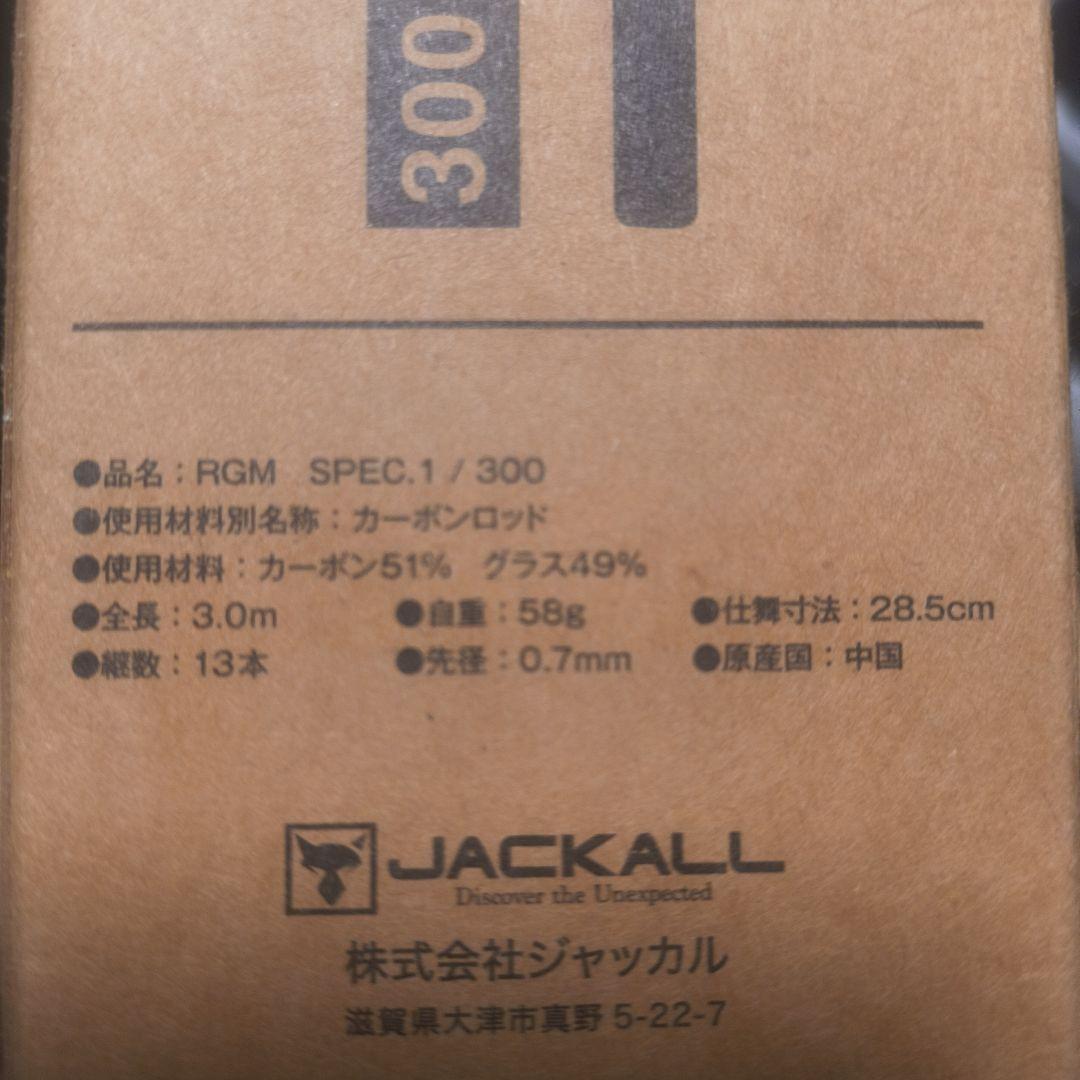 300
●品名：RGM　SPEC.1 / 300
●使用材料別名称：カーボンロッド
●使用材料：カーボン51%　グラス49%
●全長：3.0m　●自重：58g　●仕舞寸法：28.5cm
●継数：13本　●先径：0.7mm　●原産国：中国
JACKALL
Discover the Unexpected
株式会社ジャッカル
滋賀県大津市真野 5-22-7